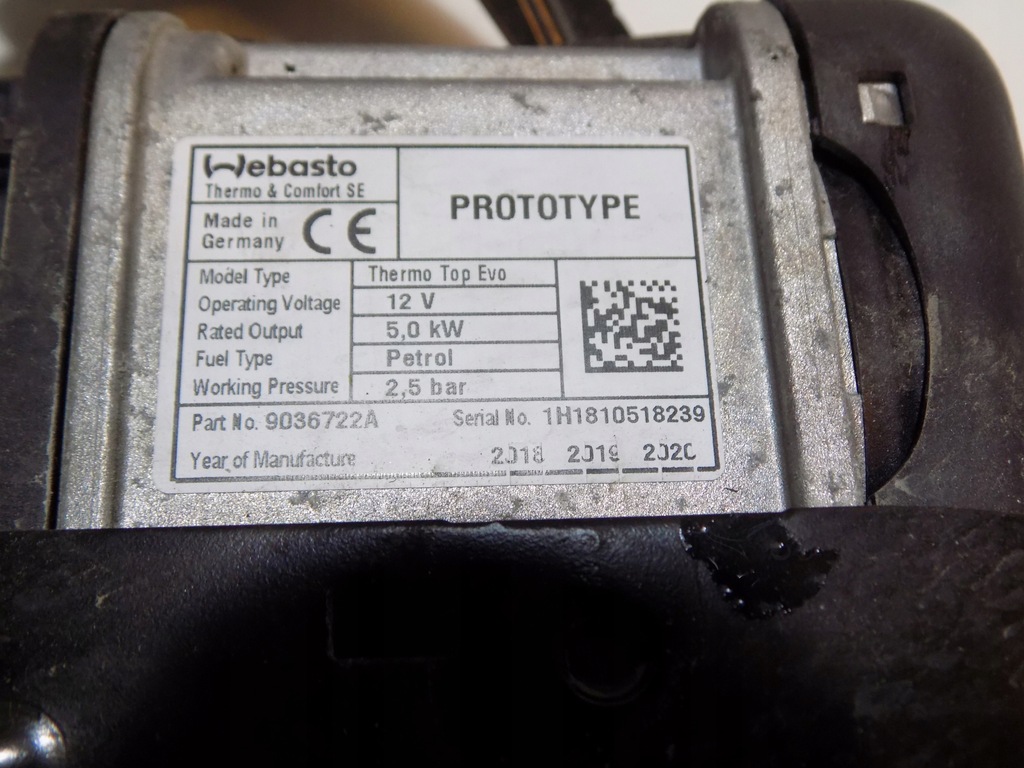 Webasto
Thermo & Comfort SE
PROTOTYPE
Made in
Germany CE
Model Type Thermo Top Evo
Operating Voltage 12 V
Rated Output 5,0 kW
Fuel Type Petrol
Working Pressure 2,5 bar
Part No. 9036722A Serial No. 1H1810518239
Year of Manufacture 2018 2019 2020